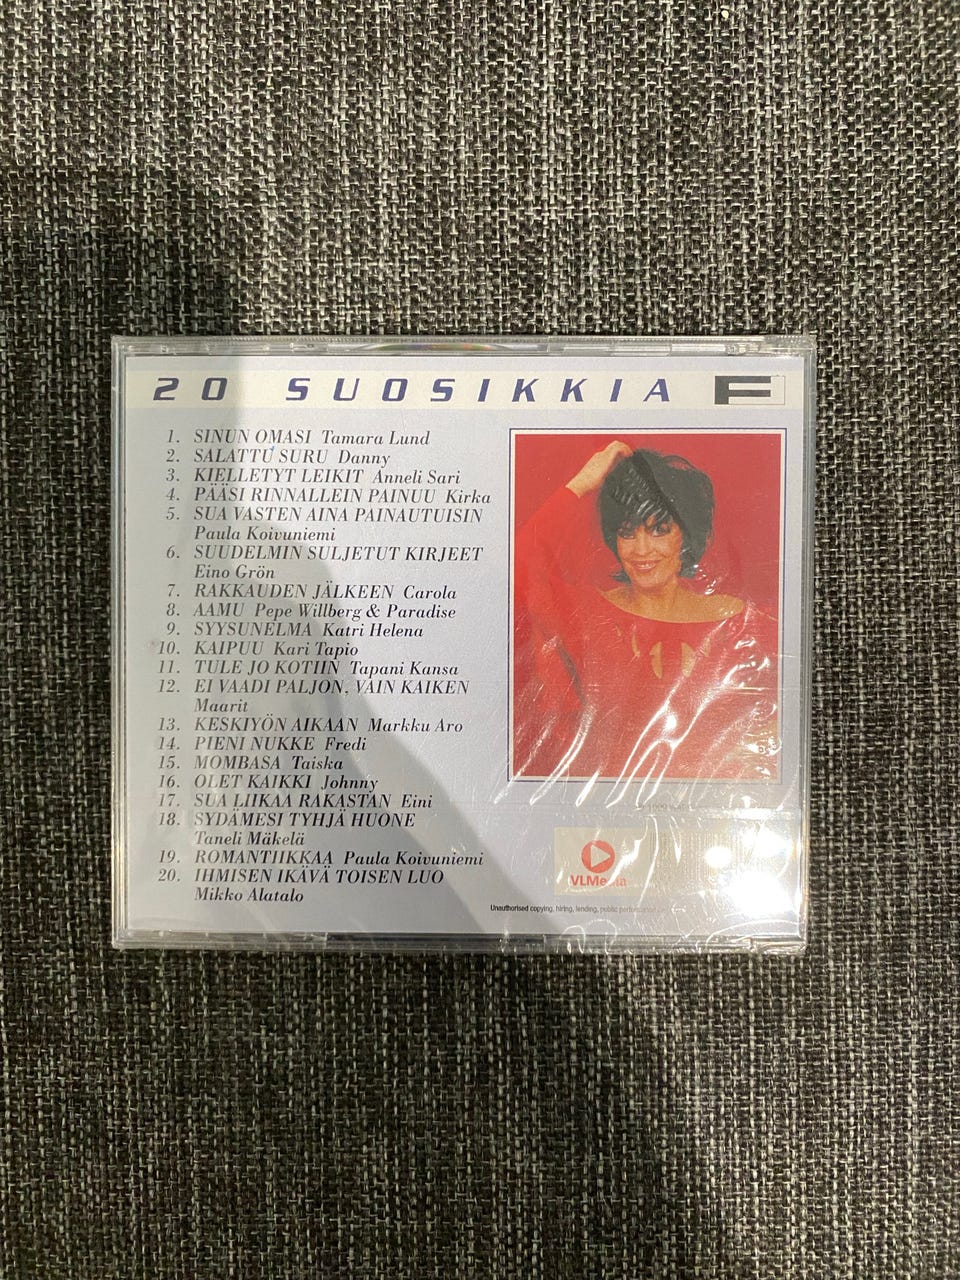 20 SUOSIKKIA F
1. SINUN OMASI Tamara Lund
2. SALATTU SURU Danny
3. KIELLETYT LEIKIT Anneli Sari
4. PÄÄSI RINNALLEIN PAINUU Kirka
5. SUA VASTEN AINA PAINAUTUISIN
Paula Koivuniemi
6. SUUDELMIN SULJETUT KIRJEET
Eino Grön
7. RAKKAUDEN JÄLKEEN Carola
8. AAMU Pepe Willberg & Paradise
9. SYYSUNELMA Katri Helena
10. KAIPUU Kari Tapio
11. TULE JO KOTIIN Tapani Kansa
12. EI VAADI PALJON, VAIN KAIKEN
Maarit
13. KESKIYÖN AIKAAN Markku Aro
14. PIENI NUKKE Fredi
15. MOMBASA Taiska
16. OLET KAIKKI Johnny
17. SUA LIIKAA RAKASTAN Eini
18. SYDÄMESI TYHJÄ HUONE
Taneli Mäkelä
19. ROMANTIIKKAA Paula Koivuniemi
20. IHMISEN IKÄVÄ TOISEN LUO
Mikko Alatalo
VLMedia
Unauthorised copying, hiring, lending, public